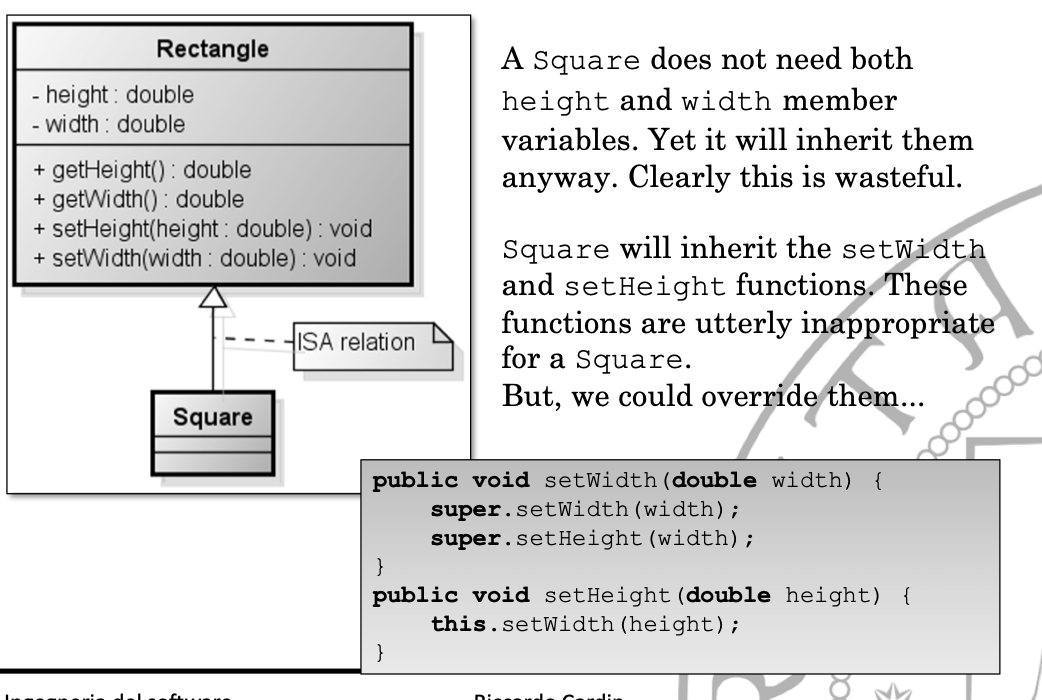 Rectangle
- height : double
- width : double
+ getHeight() : double
+ getWidth() : double
+ setHeight(height : double) : void
+ setWidth(width : double) : void
ISA relation
Square
A Square does not need both
height and width member
variables. Yet it will inherit them
anyway. Clearly this is wasteful.
Square will inherit the setWidth
and setHeight functions. These
functions are utterly inappropriate
for a Square.
But, we could override them...
public void setWidth(double width) {
    super.setWidth(width);
    super.setHeight(width);
}
public void setHeight(double height) {
    this.setWidth(height);
}
Ingegneria del software
Riccardo Cardin